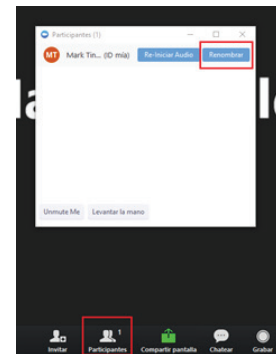 Participantes (1)
MT Mark Tin... (ID mía) Re-Iniciar Audio Renombrar
Unmute Me Levantar la mano
1
Invitar Participantes Compartir pantalla Chatear Grabar